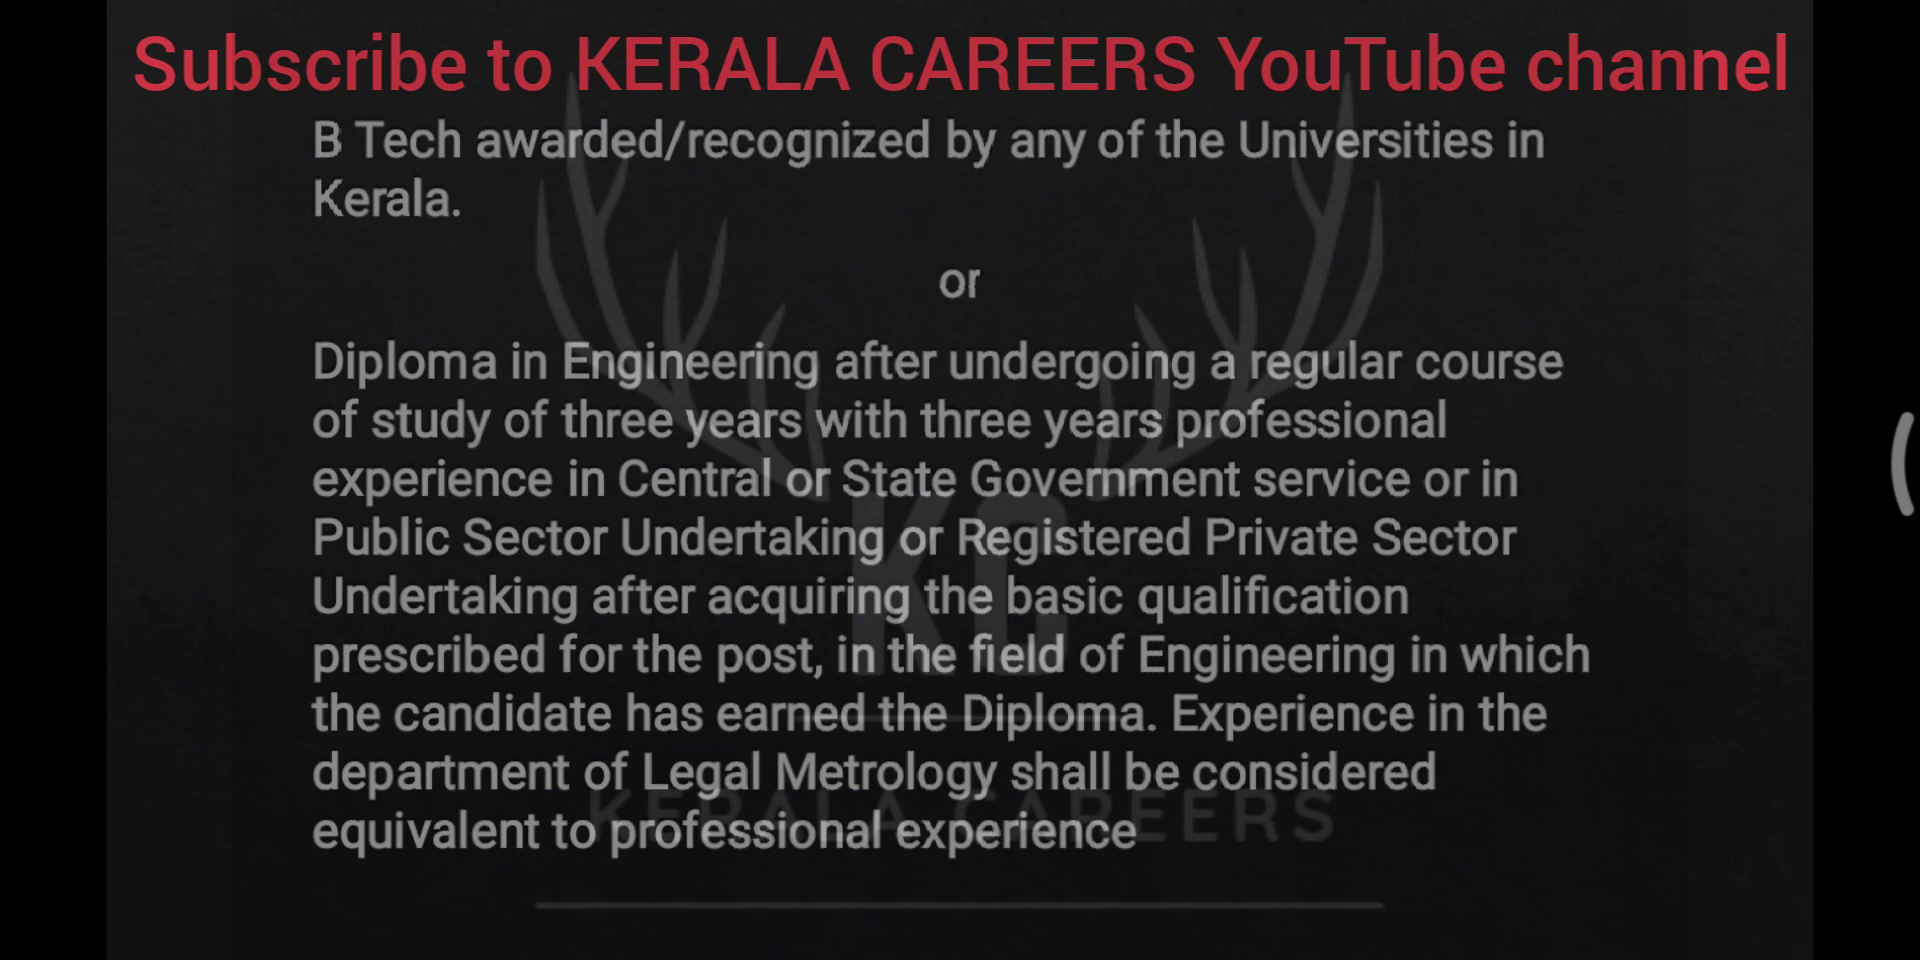 Subscribe to KERALA CAREERS YouTube channel
B Tech awarded/recognized by any of the Universities in
Kerala.
or
Diploma in Engineering after undergoing a regular course
of study of three years with three years professional
experience in Central or State Government service or in
Public Sector Undertaking or Registered Private Sector
Undertaking after acquiring the basic qualification
prescribed for the post, in the field of Engineering in which
the candidate has earned the Diploma. Experience in the
department of Legal Metrology shall be considered
equivalent to professional experience
KC
KERALA CAREERS